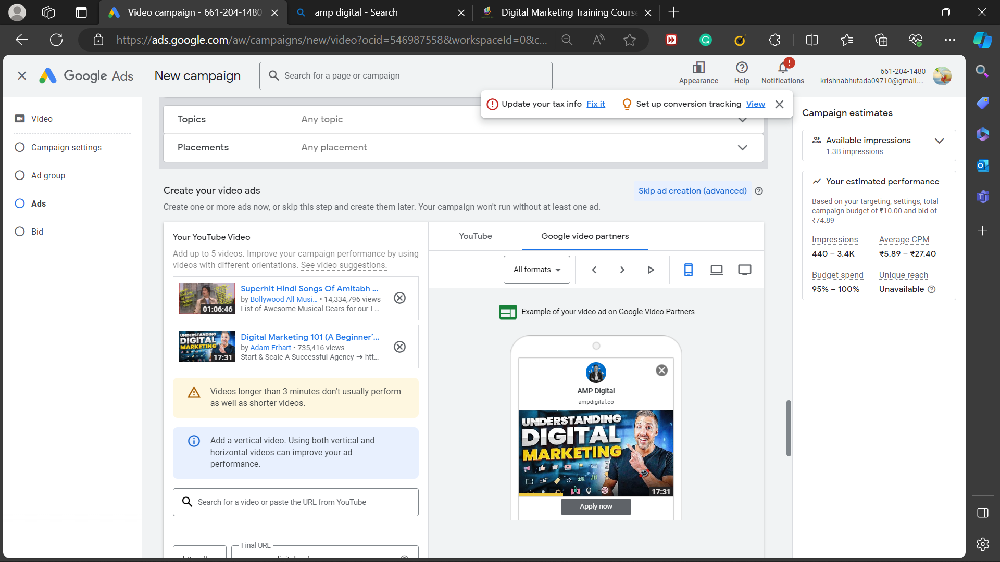 Video campaign - 661-204-1480
amp digital - Search
Digital Marketing Training Course
https://ads.google.com/aw/campaigns/new/video?ocid=546987558&workspaceId=0&c...
Google Ads
New campaign
Search for a page or campaign
Appearance
Help
Notifications
661-204-1480
krishnabhutada09710@gmail....
Update your tax info Fix it
Set up conversion tracking View
Video
Campaign settings
Ad group
Ads
Bid
Topics
Any topic
Placements
Any placement
Create your video ads
Skip ad creation (advanced)
Create one or more ads now, or skip this step and create them later. Your campaign won't run without at least one ad.
Your YouTube Video
Add up to 5 videos. Improve your campaign performance by using
videos with different orientations. See video suggestions.
01:06:46
Superhit Hindi Songs Of Amitabh ...
by Bollywood All Musi... • 14,334,796 views
List of Awesome Musical Gears for our L...
UNDERSTANDING
DIGITAL
MARKETING
17:31
Digital Marketing 101 (A Beginner’...
by Adam Erhart • 735,416 views
Start & Scale A Successful Agency ➔ htt...
Videos longer than 3 minutes don't usually perform
as well as shorter videos.
Add a vertical video. Using both vertical and
horizontal videos can improve your ad
performance.
Search for a video or paste the URL from YouTube
Final URL
https://
www.ampdigital.co/
YouTube
Google video partners
All formats
Example of your video ad on Google Video Partners
AMP Digital
ampdigital.co
UNDERSTANDING
DIGITAL
MARKETING
17:31
Apply now
Campaign estimates
Available impressions
1.3B impressions
Your estimated performance
Based on your targeting, settings, total
campaign budget of ₹10.00 and bid of
₹74.89
Impressions
Average CPM
440 – 3.4K
₹5.89 – ₹27.40
Budget spend
Unique reach
95% – 100%
Unavailable